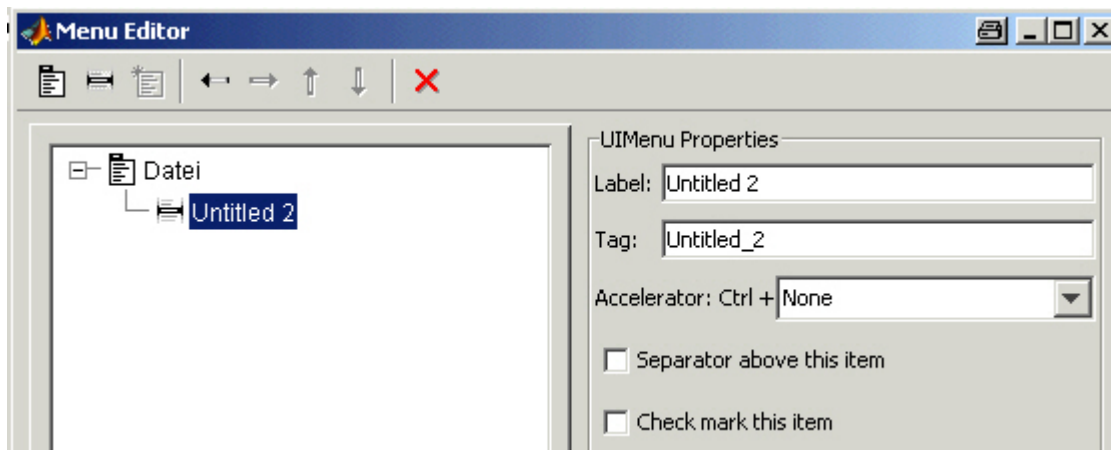 Menu Editor
UIMenu Properties
Datei
Untitled 2
Label: Untitled 2
Tag: Untitled_2
Accelerator: Ctrl + None
Separator above this item
Check mark this item